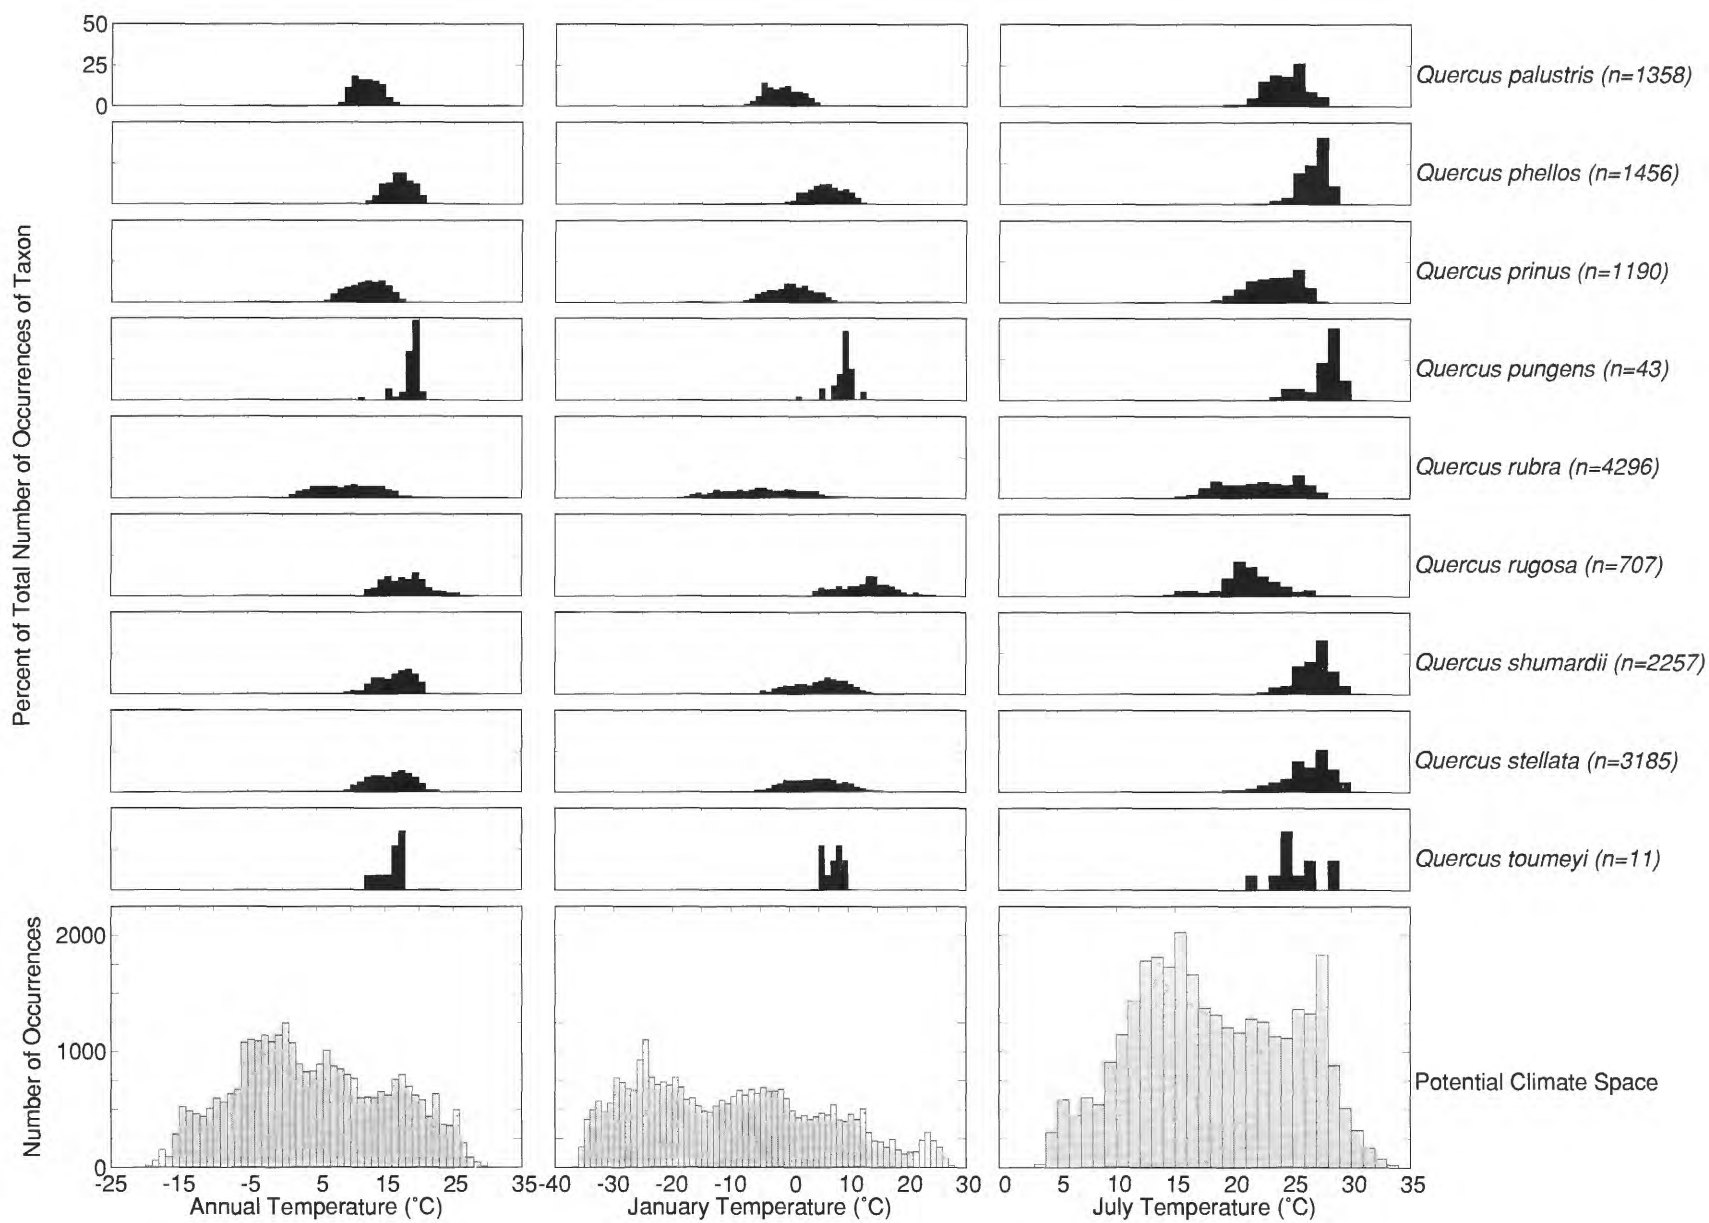 50
25
0
Quercus palustris (n=1358)
Quercus phellos (n=1456)
Quercus prinus (n=1190)
Quercus pungens (n=43)
Quercus rubra (n=4296)
Quercus rugosa (n=707)
Quercus shumardii (n=2257)
Quercus stellata (n=3185)
Quercus toumeyi (n=11)
Percent of Total Number of Occurrences of Taxon
Number of Occurrences
2000
1000
0
Potential Climate Space
-25 -15 -5 5 15 25 35
Annual Temperature (°C)
-40 -30 -20 -10 0 10 20 30
January Temperature (°C)
0 5 10 15 20 25 30 35
July Temperature (°C)